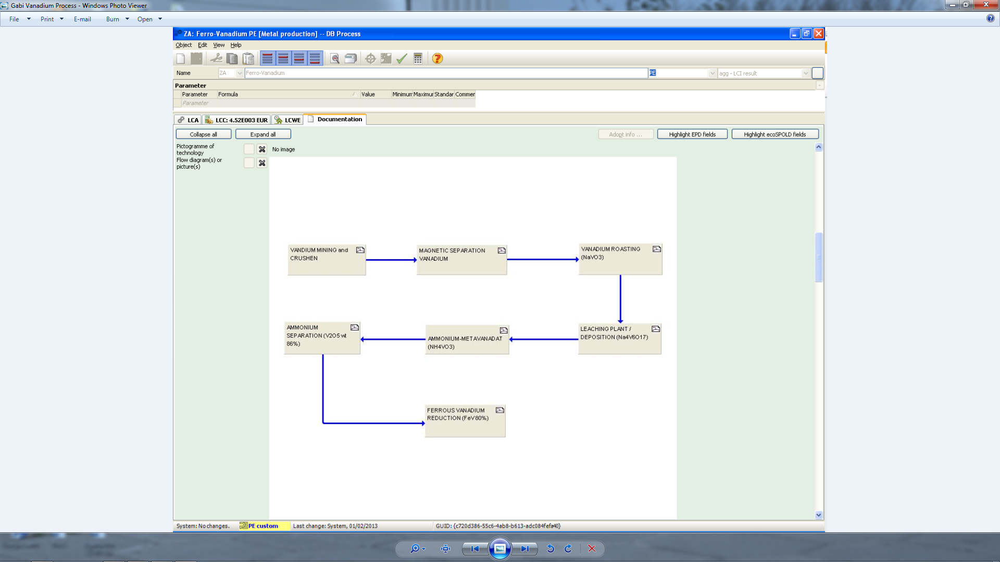 Gabi Vanadium Process - Windows Photo Viewer
File Print E-mail Burn Open
ZA: Ferro-Vanadium PE [Metal production] -- DB Process
Object Edit View Help
Name ZA Ferro-Vanadium PE agg - LCI result
Parameter
Parameter Formula Value Minimum Maximur Standar Commer
Parameter
LCA LCC: 4.52E003 EUR LCWE Documentation
Collapse all Expand all Adopt info ... Highlight EPD fields Highlight ecoSPOLD fields
Pictogramme of
technology
No image
Flow diagram(s) or
picture(s)
VANDIUM MINING and
CRUSHEN
MAGNETIC SEPARATION
VANADIUM
VANADIUM ROASTING
(NaVO3)
AMMONIUM
SEPARATION (V2O5 wt
86%)
AMMONIUM-METAVANADAT
(NH4VO3)
LEACHING PLANT /
DEPOSITION (Na4V6O17)
FERROUS VANADIUM
REDUCTION (FeV80%)
System: No changes. PE custom Last change: System, 01/02/2013 GUID: {c720d386-55c6-4ab8-b613-adc084fefa40}